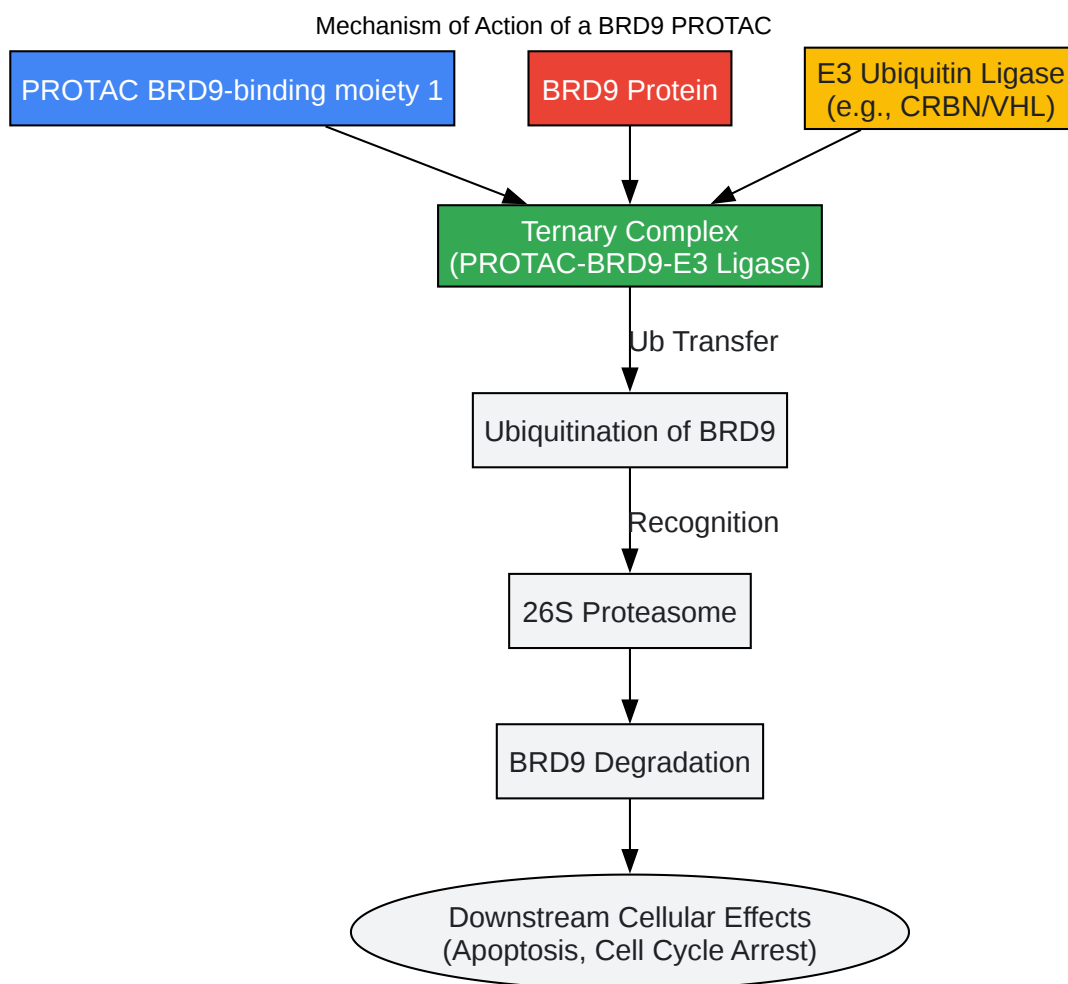 Mechanism of Action of a BRD9 PROTAC
PROTAC BRD9-binding moiety 1
BRD9 Protein
E3 Ubiquitin Ligase
(e.g., CRBN/VHL)
Ternary Complex
(PROTAC-BRD9-E3 Ligase)
Ub Transfer
Ubiquitination of BRD9
Recognition
26S Proteasome
BRD9 Degradation
Downstream Cellular Effects
(Apoptosis, Cell Cycle Arrest)